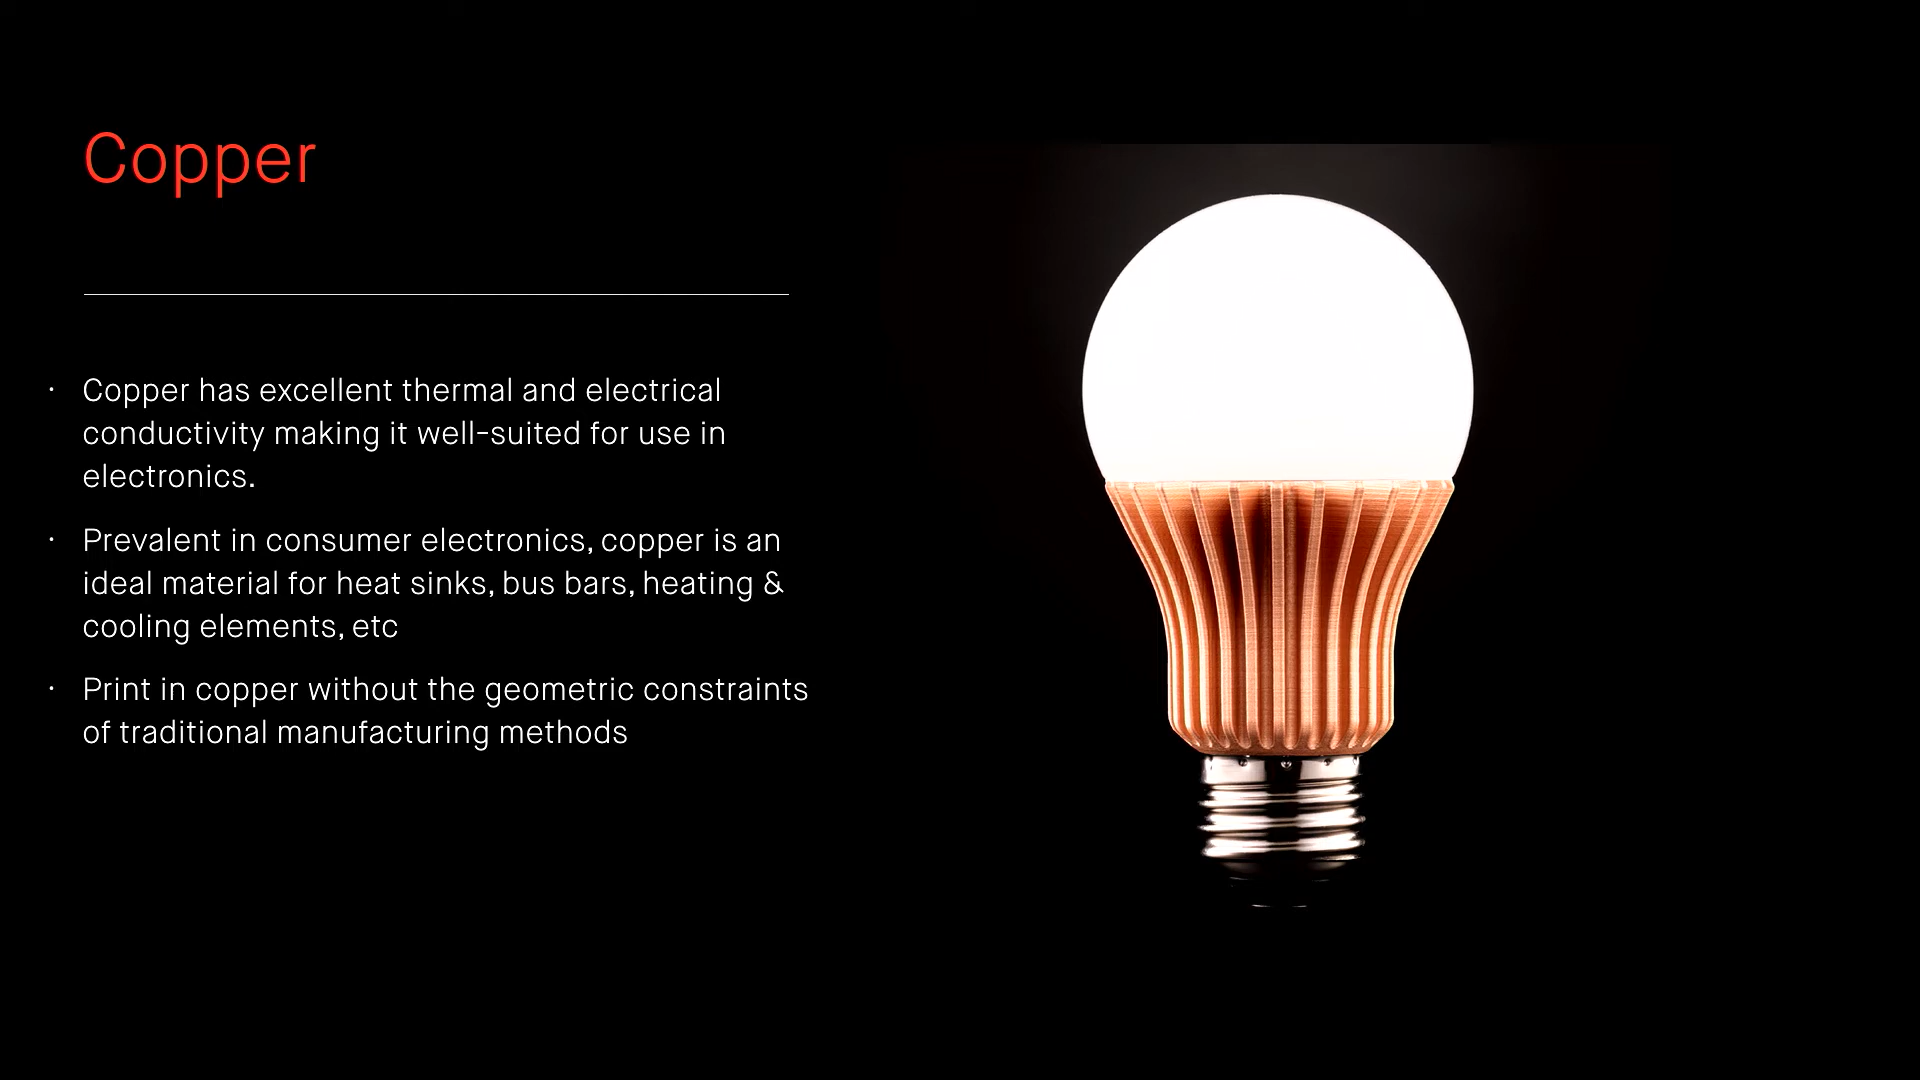 Copper
· Copper has excellent thermal and electrical
conductivity making it well-suited for use in
electronics.
· Prevalent in consumer electronics, copper is an
ideal material for heat sinks, bus bars, heating &
cooling elements, etc
· Print in copper without the geometric constraints
of traditional manufacturing methods